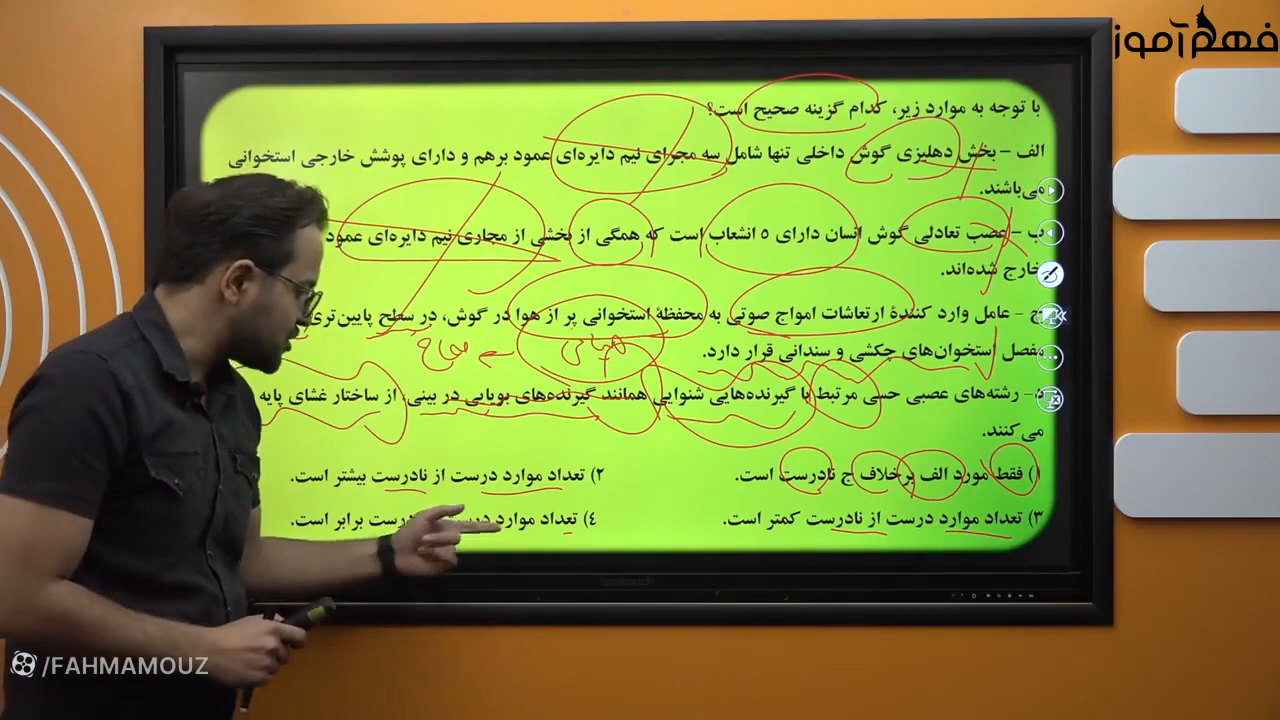 فهم آموز
با توجه به موارد زیر، کدام گزینه صحیح است؟
الف – بخش دهلیزی گوش داخلی تنها شامل سه مجرای نیم دایره‌ای عمود برهم و دارای پوشش خارجی استخوانی
می‌باشند.
ب – عصب تعادلی گوش انسان دارای ۵ انشعاب است که همگی از بخشی از مجاری نیم دایره‌ای عمود
خارج شده‌اند.
ج – عامل وارد کنندۀ ارتعاشات امواج صوتی به محفظۀ استخوانی پر از هوا در گوش، در سطح پایین‌تری
مفصل استخوان‌های چکشی و سندانی قرار دارد.
د– رشته‌های عصبی حسی مرتبط با گیرنده‌هایی شنوایی همانند گیرنده‌های بویایی در بینی، از ساختار غشای پایه
می‌کنند.
۱) فقط مورد الف برخلاف ج نادرست است.
۲) تعداد موارد درست از نادرست بیشتر است.
۳) تعداد موارد درست از نادرست کمتر است.
۴) تعداد موارد درست برابر است.
/FAHMAMOUZ